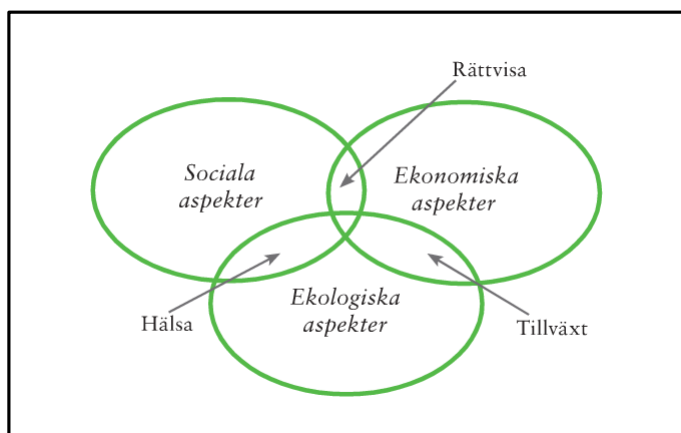 Rättvisa
Sociala
aspekter
Ekonomiska
aspekter
Ekologiska
aspekter
Hälsa
Tillväxt